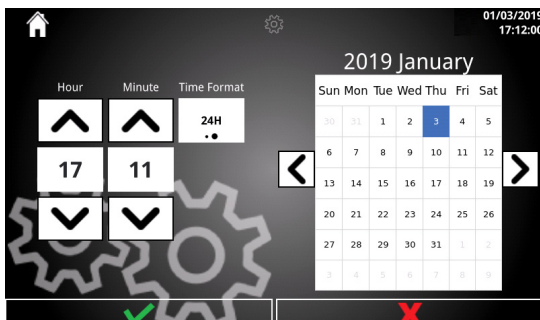 01/03/2019
17:12:00
2019 January
Hour Minute Time Format
Sun Mon Tue Wed Thu Fri Sat
24H
30 31 1 2 3 4 5
6 7 8 9 10 11 12
17 11
13 14 15 16 17 18 19
20 21 22 23 24 25 26
27 28 29 30 31 1 2
3 4 5 6 7 8 9